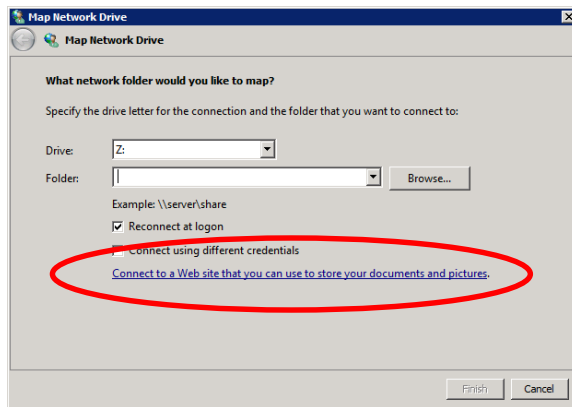 Map Network Drive
Map Network Drive
What network folder would you like to map?
Specify the drive letter for the connection and the folder that you want to connect to:
Drive: Z:
Folder: Browse...
Example: \\server\share
Reconnect at logon
Connect using different credentials
Connect to a Web site that you can use to store your documents and pictures.
Finish Cancel